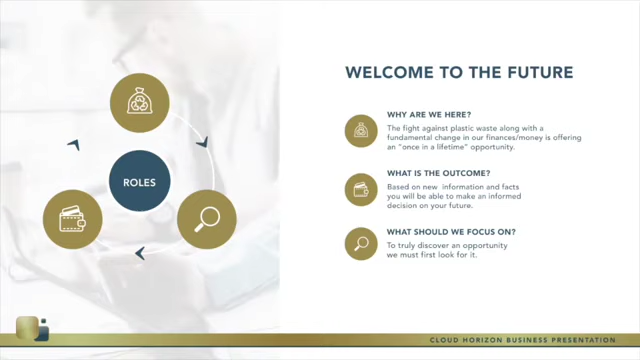 WELCOME TO THE FUTURE
WHY ARE WE HERE?
The fight against plastic waste along with a
fundamental change in our finances/money is offering
an “once in a lifetime” opportunity.
ROLES
WHAT IS THE OUTCOME?
Based on new information and facts
you will be able to make an informed
decision on your future.
WHAT SHOULD WE FOCUS ON?
To truly discover an opportunity
we must first look for it.
CLOUD HORIZON BUSINESS PRESENTATION